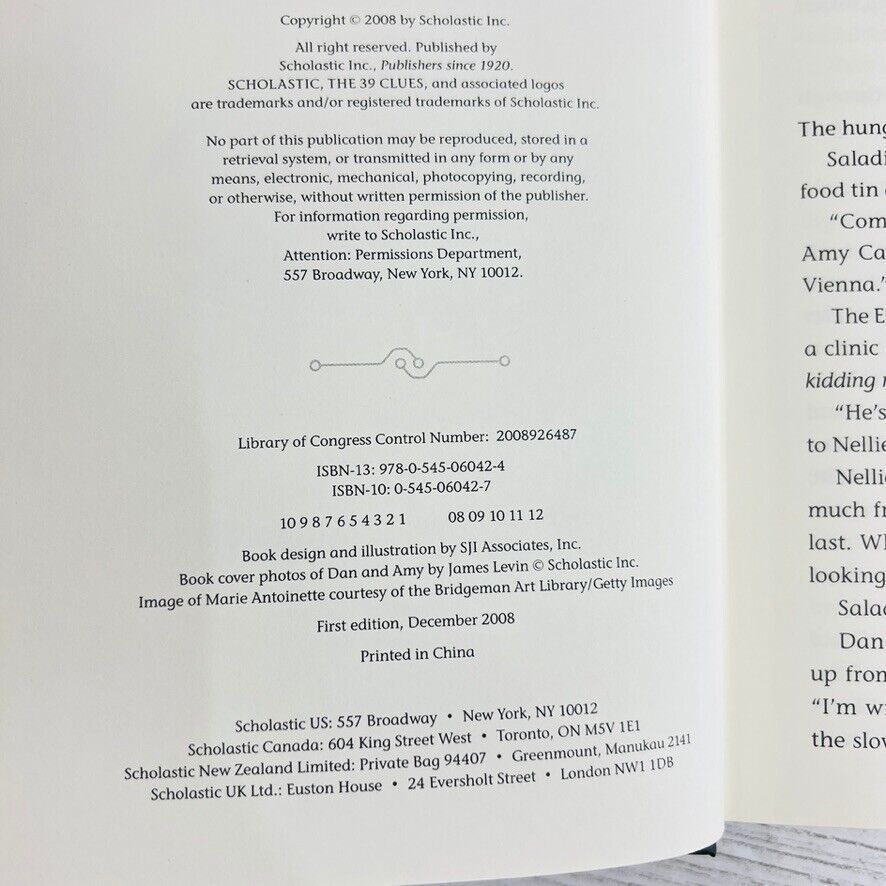 Copyright © 2008 by Scholastic Inc.
All right reserved. Published by
Scholastic Inc., Publishers since 1920.
SCHOLASTIC, THE 39 CLUES, and associated logos
are trademarks and/or registered trademarks of Scholastic Inc.
No part of this publication may be reproduced, stored in a
retrieval system, or transmitted in any form or by any
means, electronic, mechanical, photocopying, recording,
or otherwise, without written permission of the publisher.
For information regarding permission,
write to Scholastic Inc.,
Attention: Permissions Department,
557 Broadway, New York, NY 10012.
Library of Congress Control Number: 2008926487
ISBN-13: 978-0-545-06042-4
ISBN-10: 0-545-06042-7
10 9 8 7 6 5 4 3 2 1 08 09 10 11 12
Book design and illustration by SJI Associates, Inc.
Book cover photos of Dan and Amy by James Levin © Scholastic Inc.
Image of Marie Antoinette courtesy of the Bridgeman Art Library/Getty Images
First edition, December 2008
Printed in China
Scholastic US: 557 Broadway • New York, NY 10012
Scholastic Canada: 604 King Street West • Toronto, ON M5V 1E1
Scholastic New Zealand Limited: Private Bag 94407 • Greenmount, Manukau 2141
Scholastic UK Ltd.: Euston House • 24 Eversholt Street • London NW1 1DB
The hung
Saladi
food tin
"Com
Amy Ca
Vienna."
The E
a clinic
kidding
"He's
to Nellie
Nelli
much fr
last. Wh
looking
Salad
Dan
up from
"I'm wi
the slov